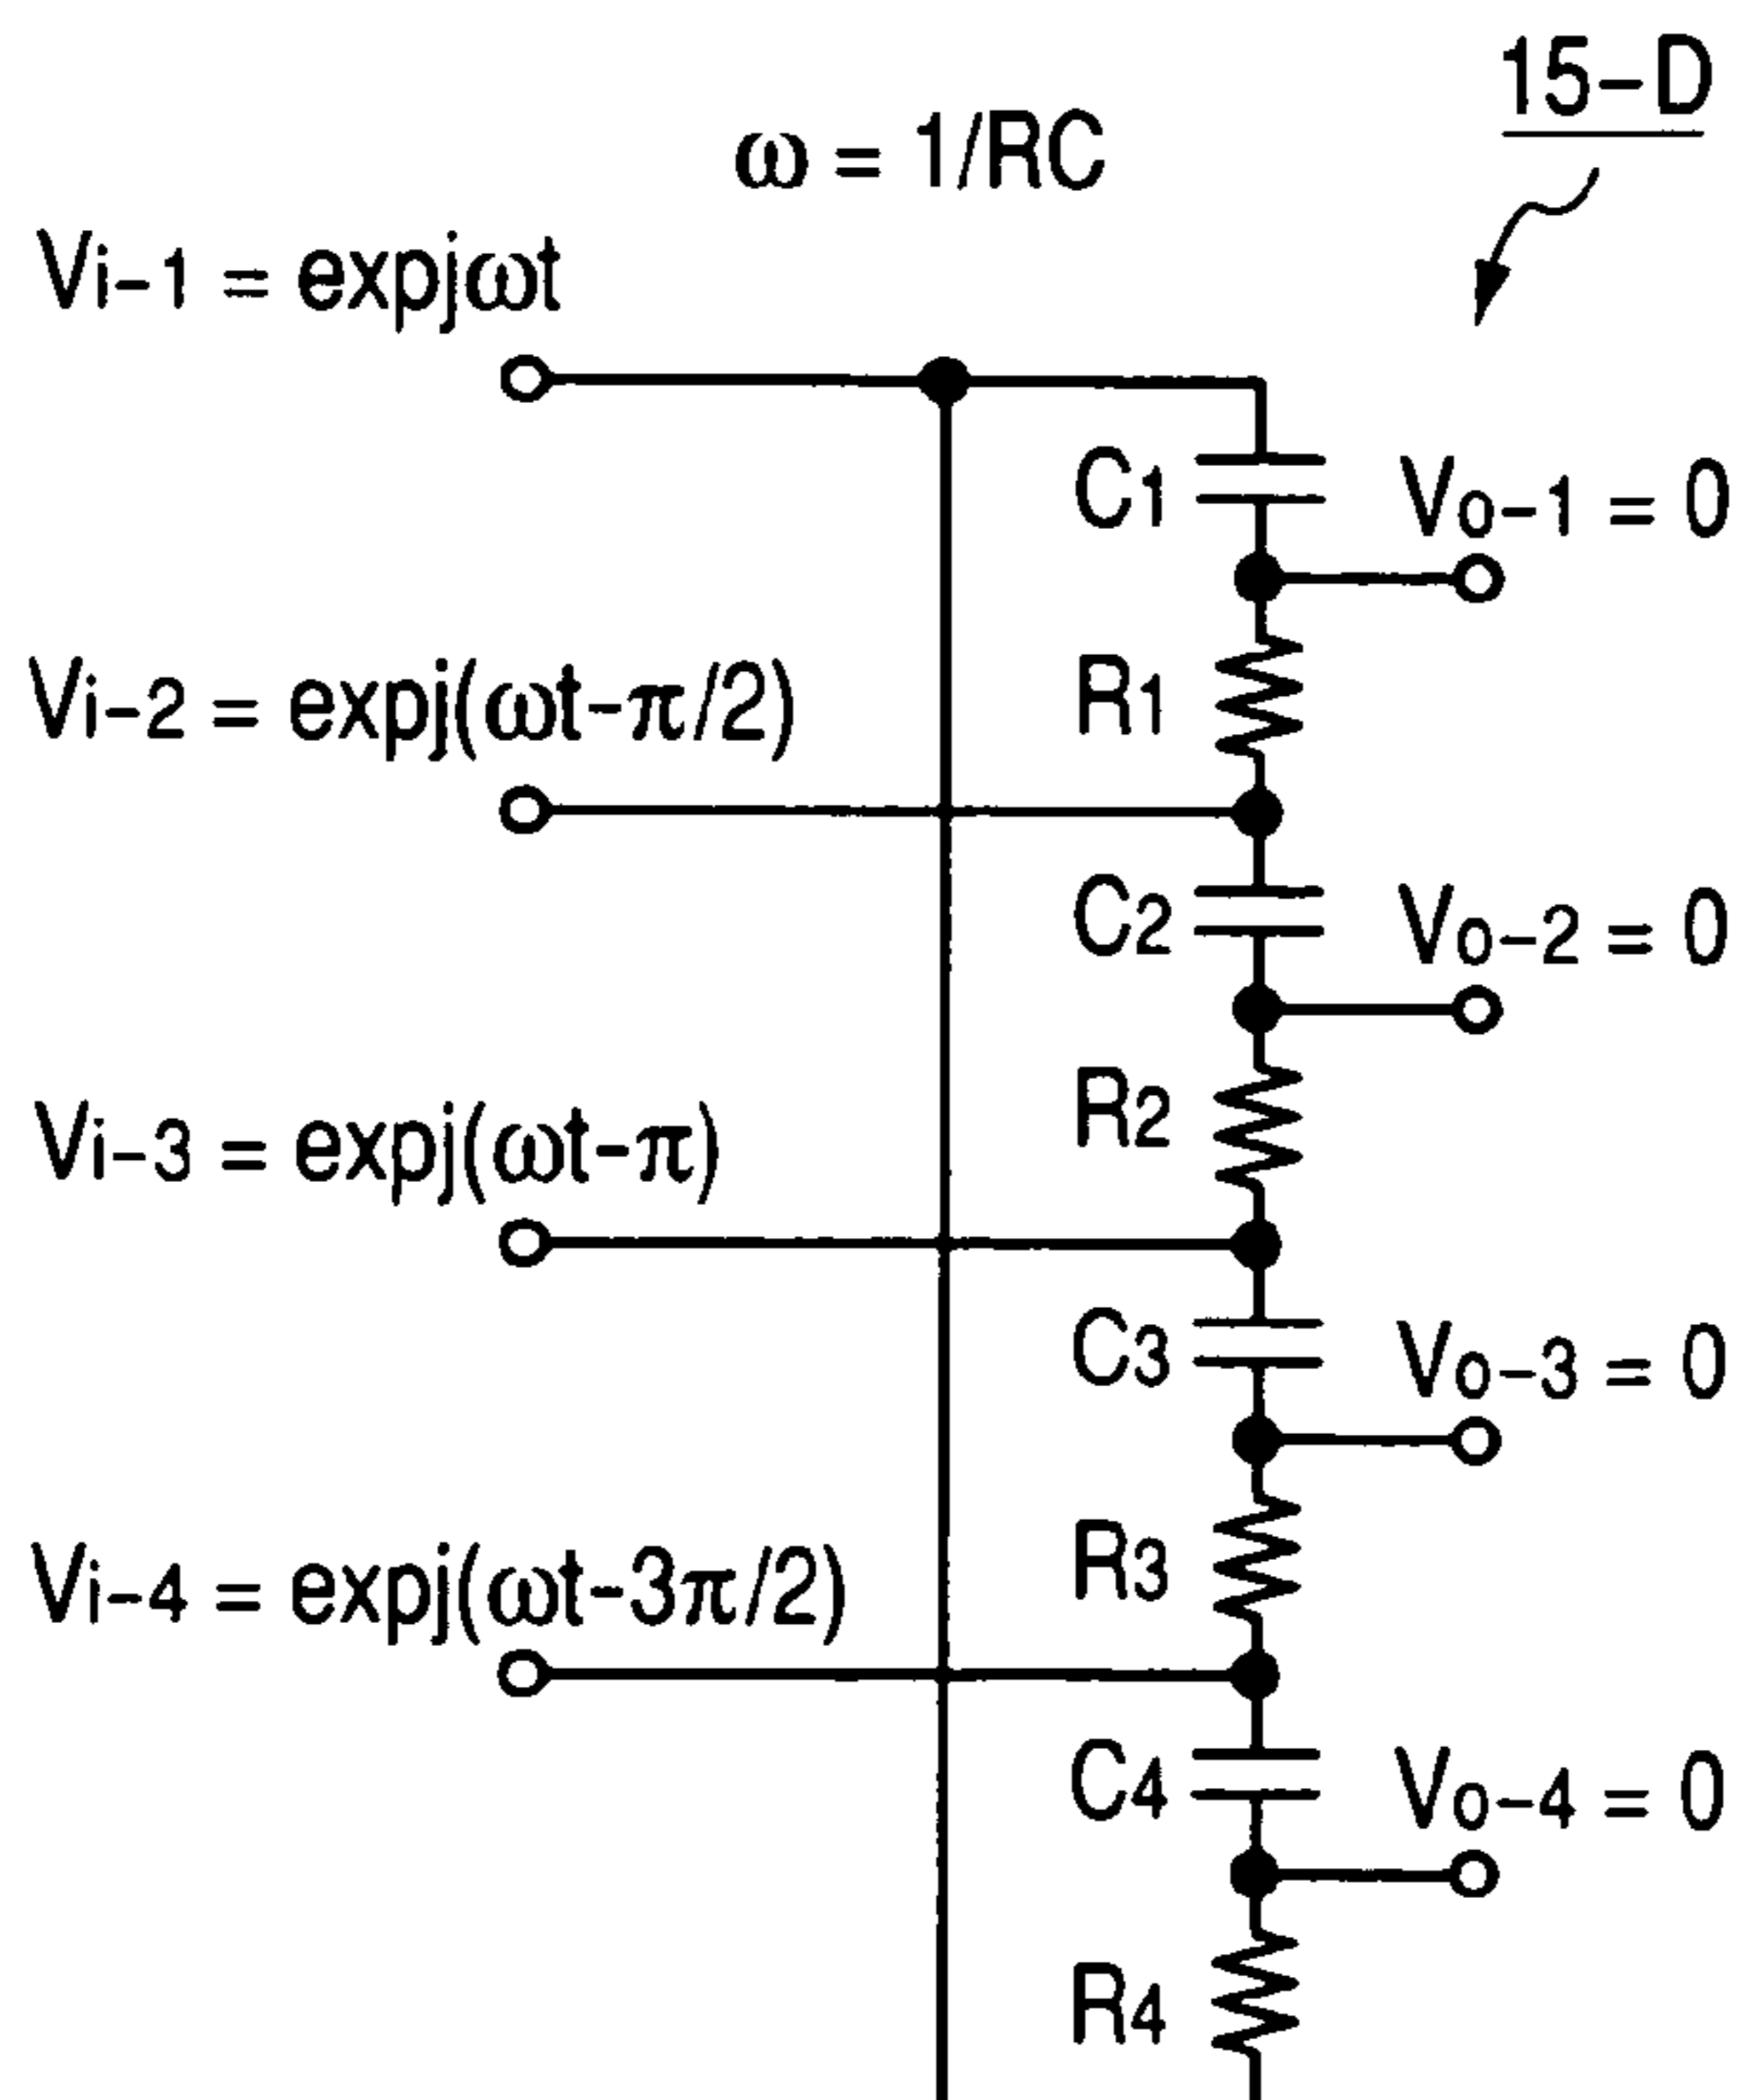 15-D
ω = 1/RC
Vi-1 = expjωt
C1
Vo-1 = 0
Vi-2 = expj(ωt-π/2)
R1
C2
Vo-2 = 0
Vi-3 = expj(ωt-π)
R2
C3
Vo-3 = 0
Vi-4 = expj(ωt-3π/2)
R3
C4
Vo-4 = 0
R4